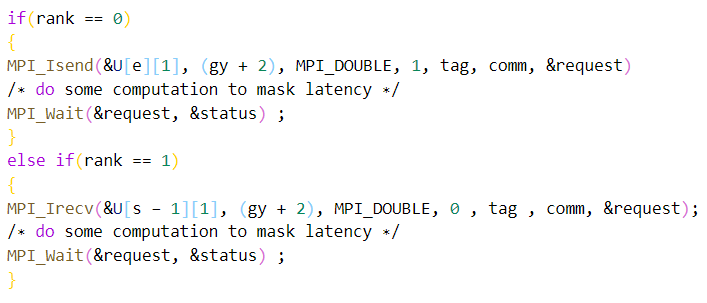 if(rank == 0)
{
MPI_Isend(&U[e][1], (gy + 2), MPI_DOUBLE, 1, tag, comm, &request)
/* do some computation to mask latency */
MPI_Wait(&request, &status) ;
}
else if(rank == 1)
{
MPI_Irecv(&U[s – 1][1], (gy + 2), MPI_DOUBLE, 0 , tag , comm, &request);
/* do some computation to mask latency */
MPI_Wait(&request, &status) ;
}